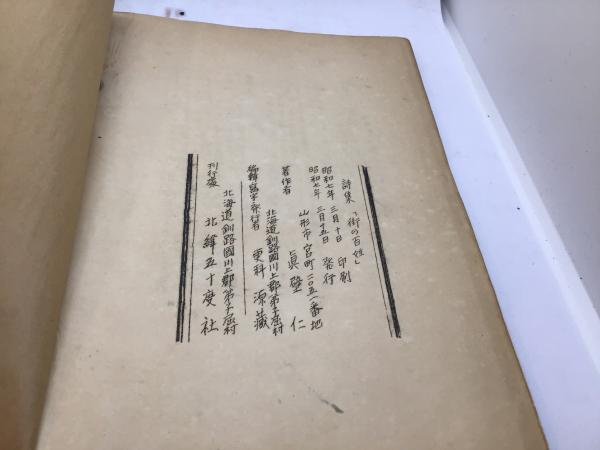 詩集 「街の百姓」
昭和七年 三月十日 印刷
昭和七年 三月十五日 発行
山形市宮町二〇五一番地
著作者 眞壁 仁
北海道釧路國川上郡弟子屈村
編輯寫字発行者 更科 源藏
北海道釧路國川上郡弟子屈村
刊行處 北緯五十度社